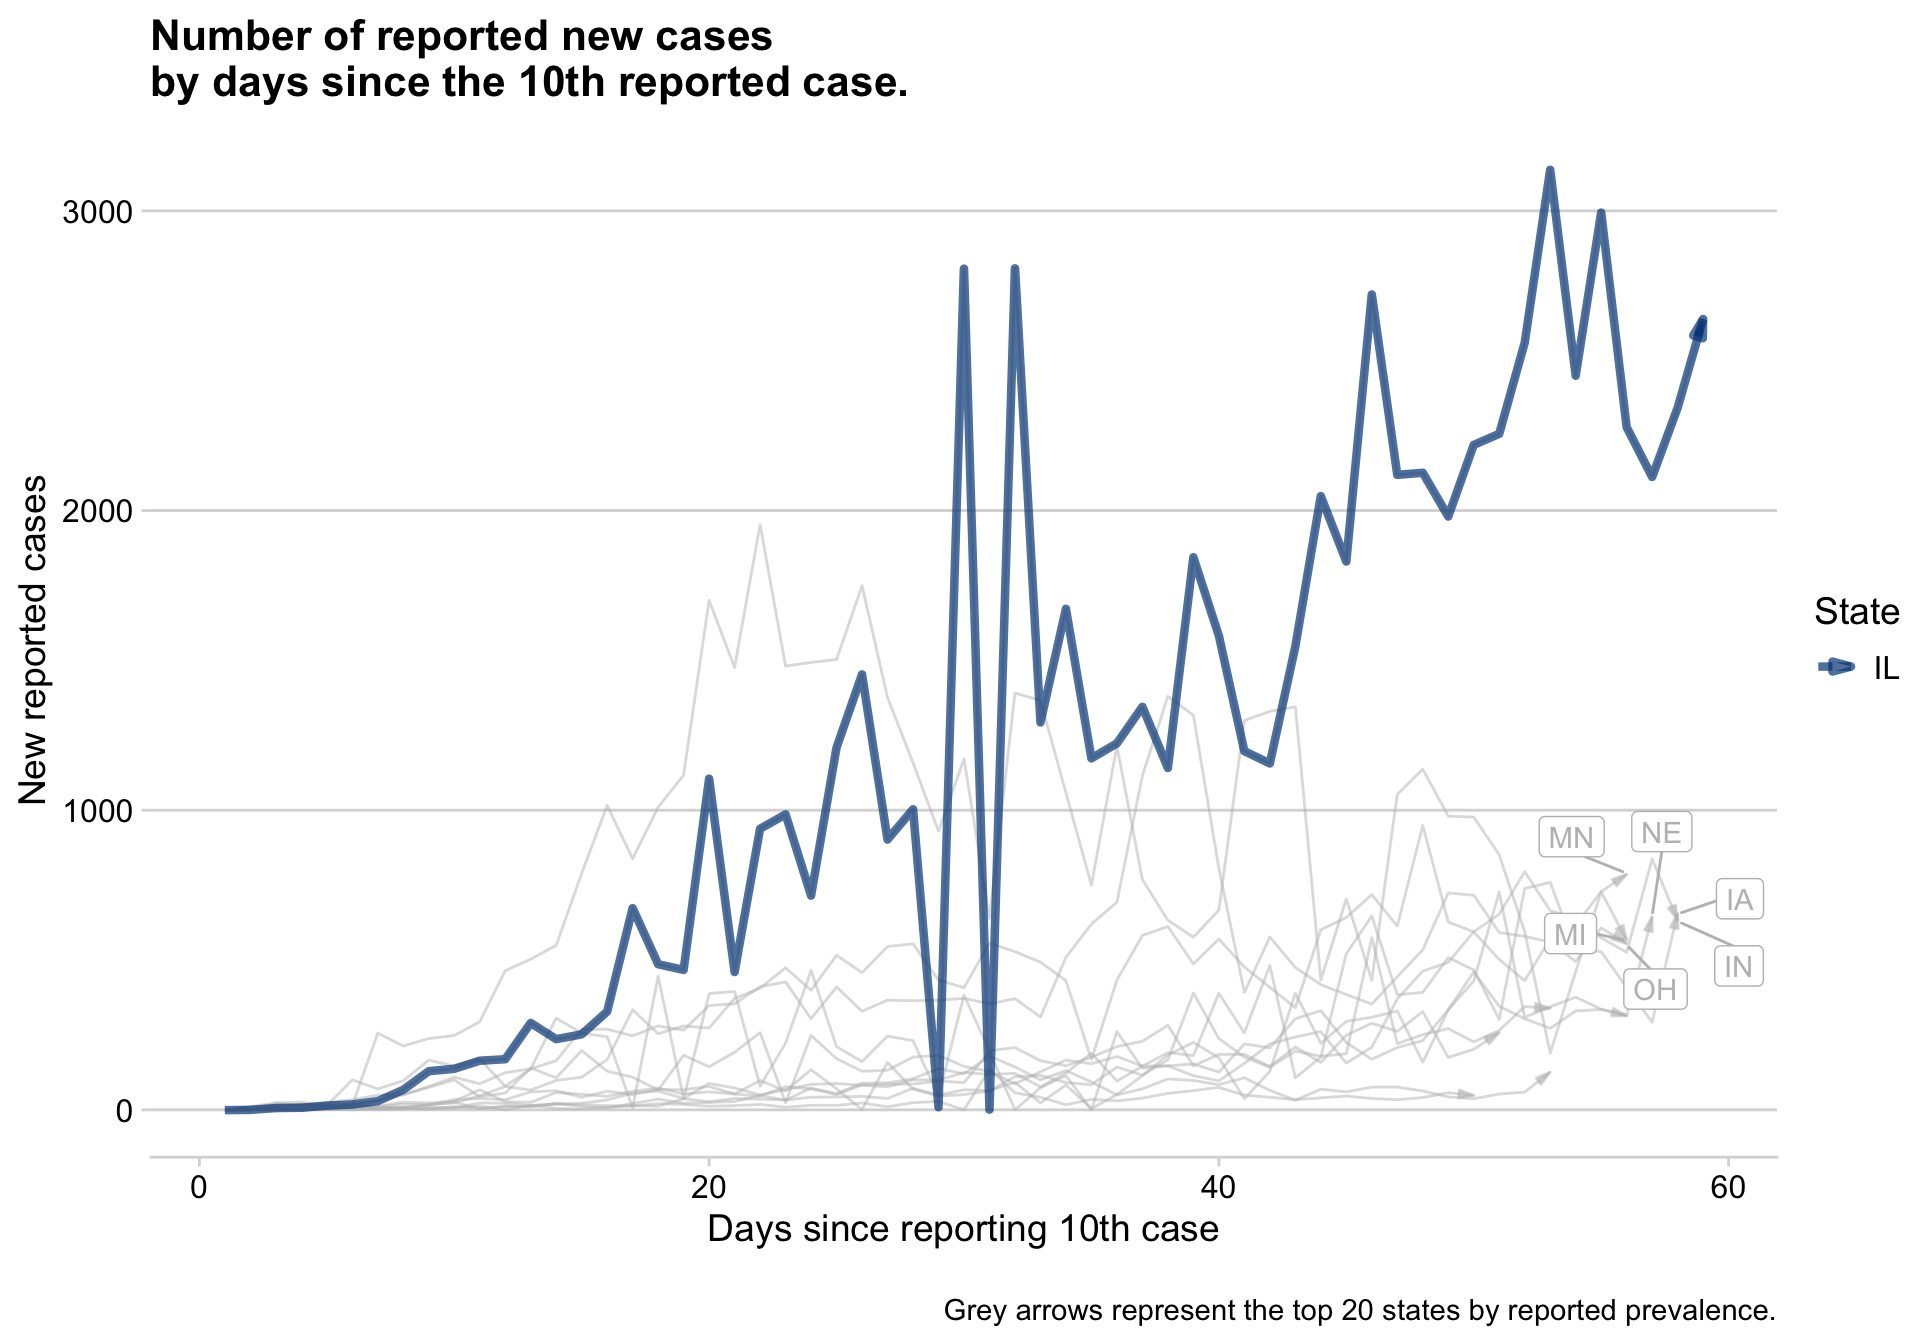 Number of reported new cases
by days since the 10th reported case.
New reported cases
3000
2000
1000
0
MN
NE
IA
MI
IN
OH
State
IL
0
20
40
60
Days since reporting 10th case
Grey arrows represent the top 20 states by reported prevalence.